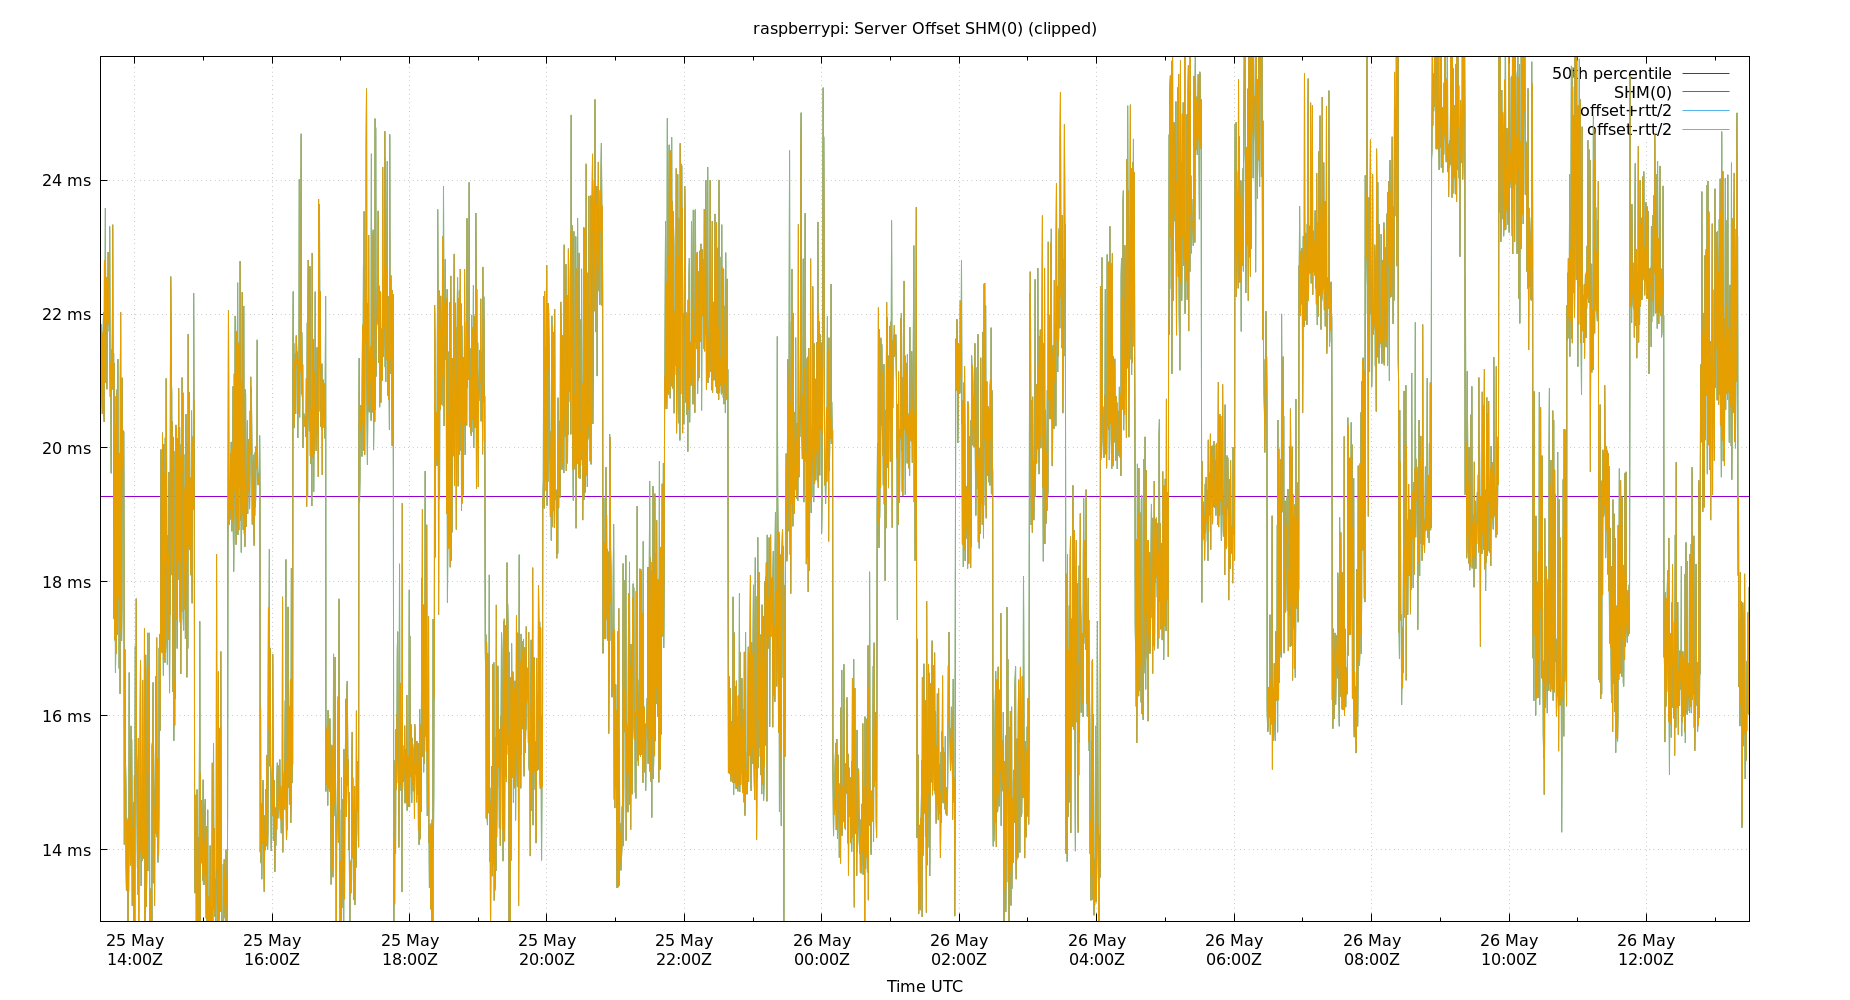 raspberrypi: Server Offset SHM(0) (clipped)
50th percentile
SHM(0)
offset+rtt/2
offset-rtt/2
24 ms
22 ms
20 ms
18 ms
16 ms
14 ms
25 May 25 May 25 May 25 May 25 May 26 May 26 May 26 May 26 May 26 May 26 May 26 May
14:00Z 16:00Z 18:00Z 20:00Z 22:00Z 00:00Z 02:00Z 04:00Z 06:00Z 08:00Z 10:00Z 12:00Z
Time UTC